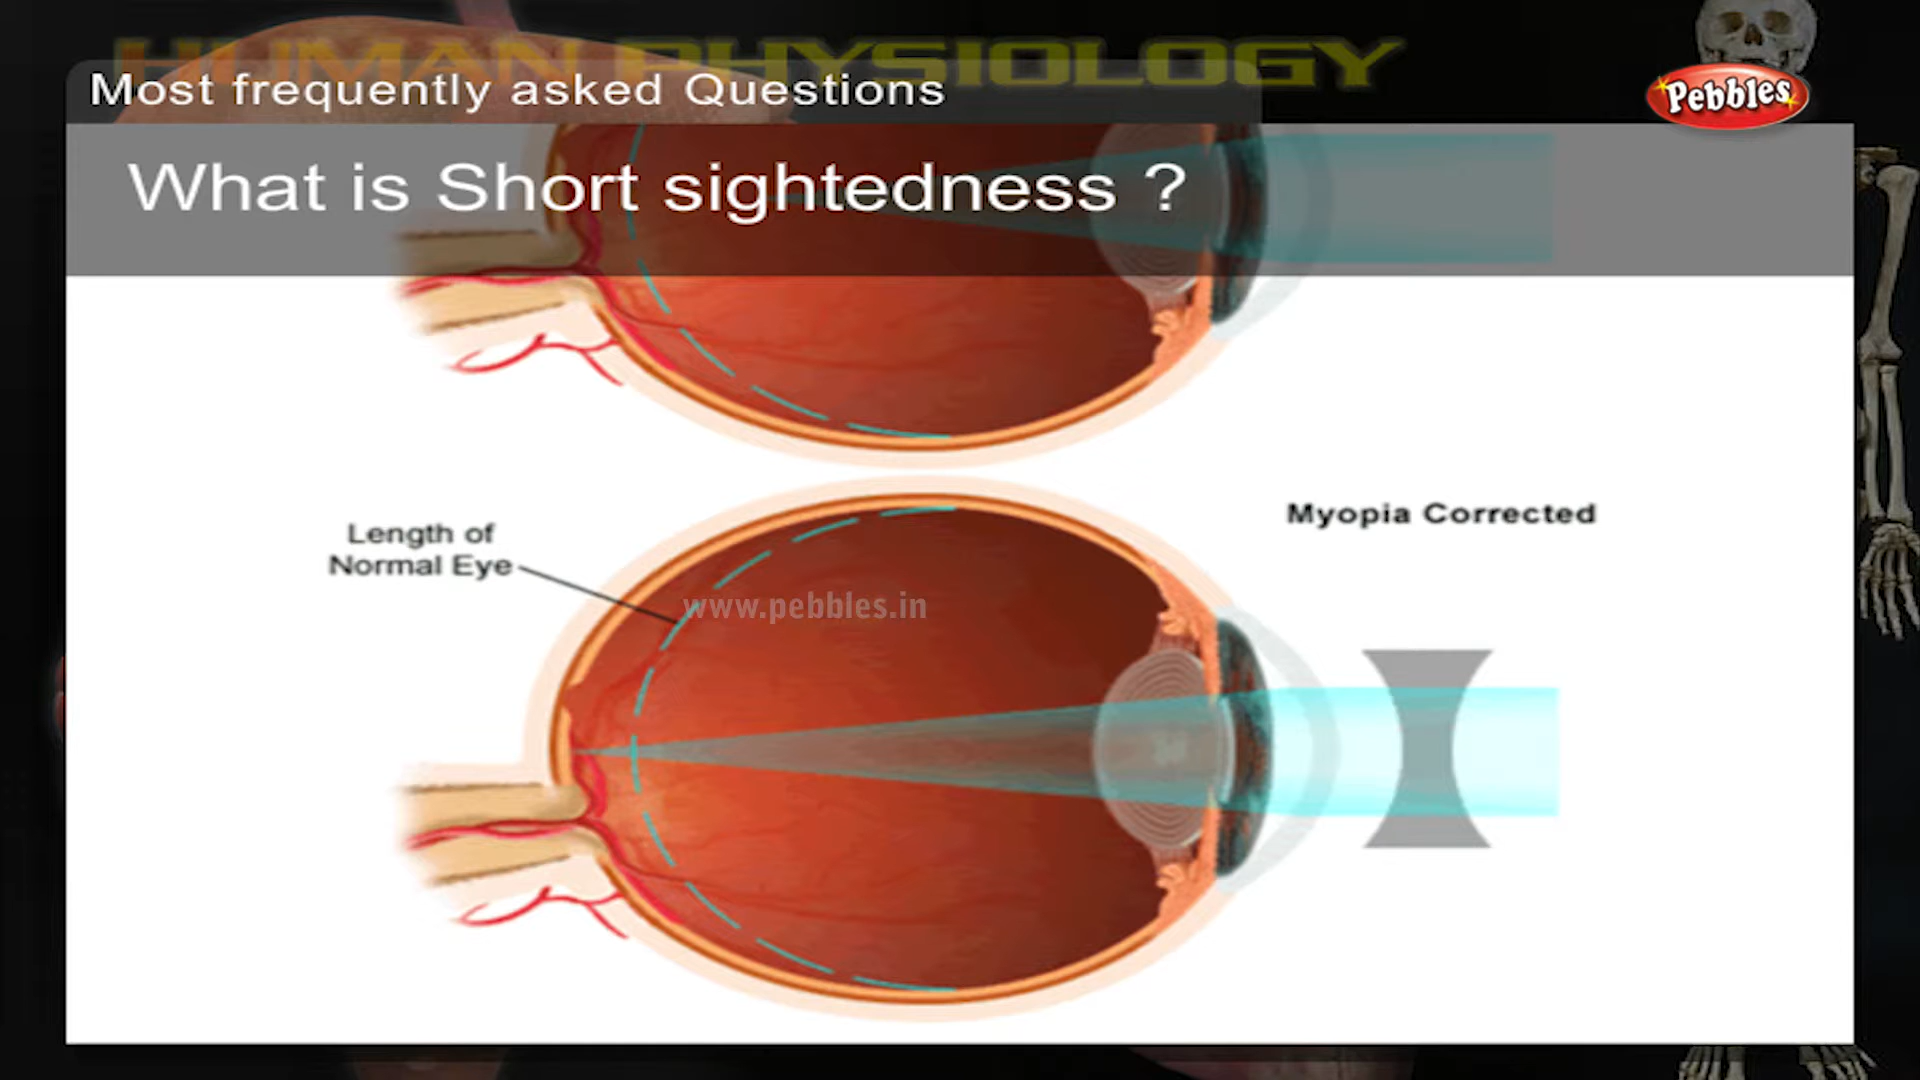 HUMAN PHYSIOLOGY
Most frequently asked Questions
Pebbles
What is Short sightedness ?
Myopia Corrected
Length of
Normal Eye
www.pebbles.in